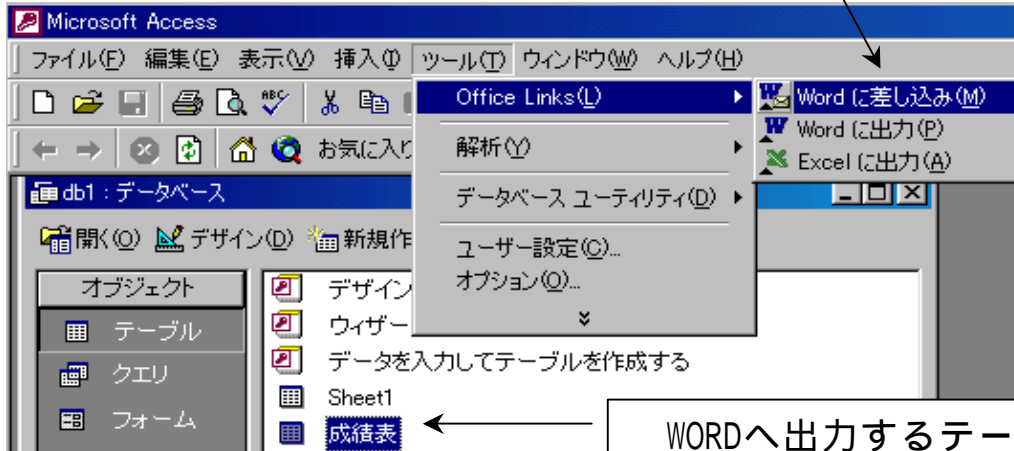 Microsoft Access
ファイル(F) 編集(E) 表示(V) 挿入(I) ツール(T) ウィンドウ(W) ヘルプ(H)
ABC
Office Links(L)
Word に差し込み(M)
Word に出力(P)
Excel に出力(A)
お気に入り
解析(Y)
データベース ユーティリティ(D)
ユーザー設定(C)...
オプション(O)...
db1 : データベース
開く(O) デザイン(D) 新規作
オブジェクト
テーブル
クエリ
フォーム
デザイン
ウィザー
データを入力してテーブルを作成する
Sheet1
成績表
WORDへ出力するテー